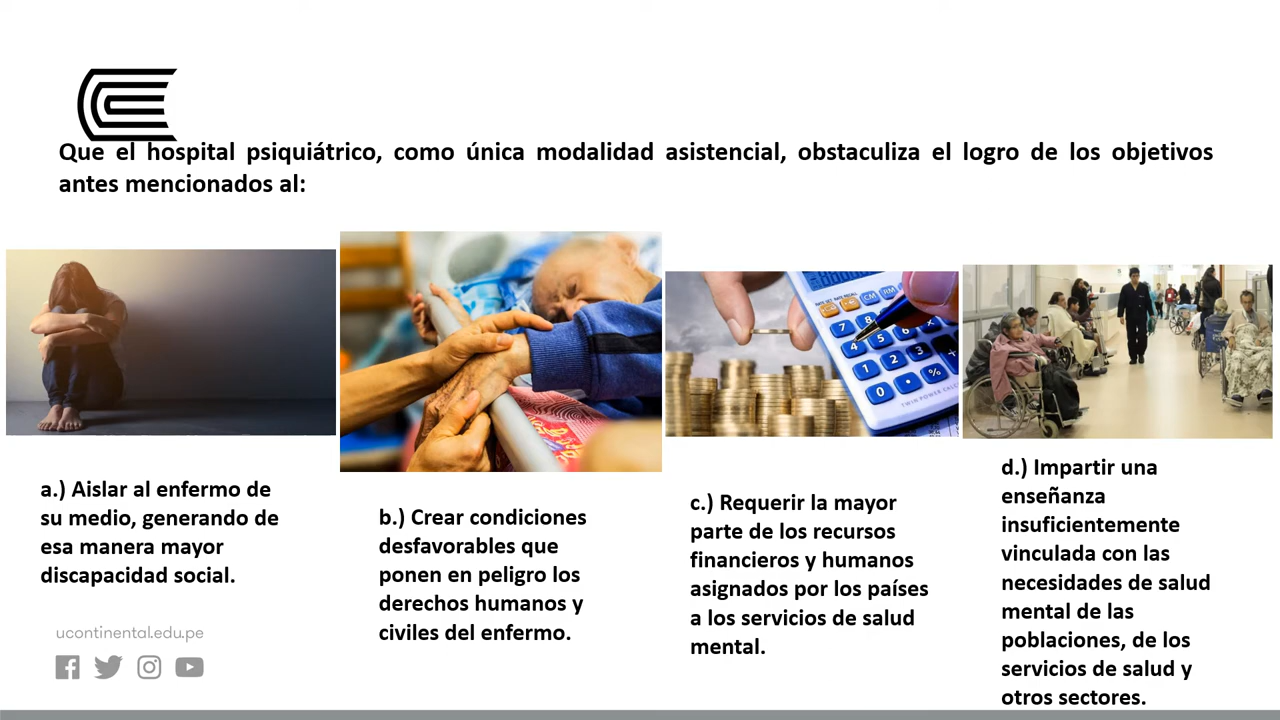 Que el hospital psiquiátrico, como única modalidad asistencial, obstaculiza el logro de los objetivos
antes mencionados al:
a.) Aislar al enfermo de
su medio, generando de
esa manera mayor
discapacidad social.
b.) Crear condiciones
desfavorables que
ponen en peligro los
derechos humanos y
civiles del enfermo.
c.) Requerir la mayor
parte de los recursos
financieros y humanos
asignados por los países
a los servicios de salud
mental.
d.) Impartir una
enseñanza
insuficientemente
vinculada con las
necesidades de salud
mental de las
poblaciones, de los
servicios de salud y
otros sectores.
ucontinental.edu.pe